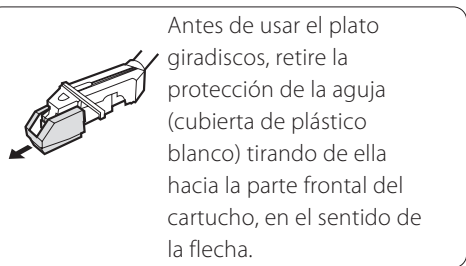 Antes de usar el plato
giradiscos, retire la
protección de la aguja
(cubierta de plástico
blanco) tirando de ella
hacia la parte frontal del
cartucho, en el sentido de
la flecha.